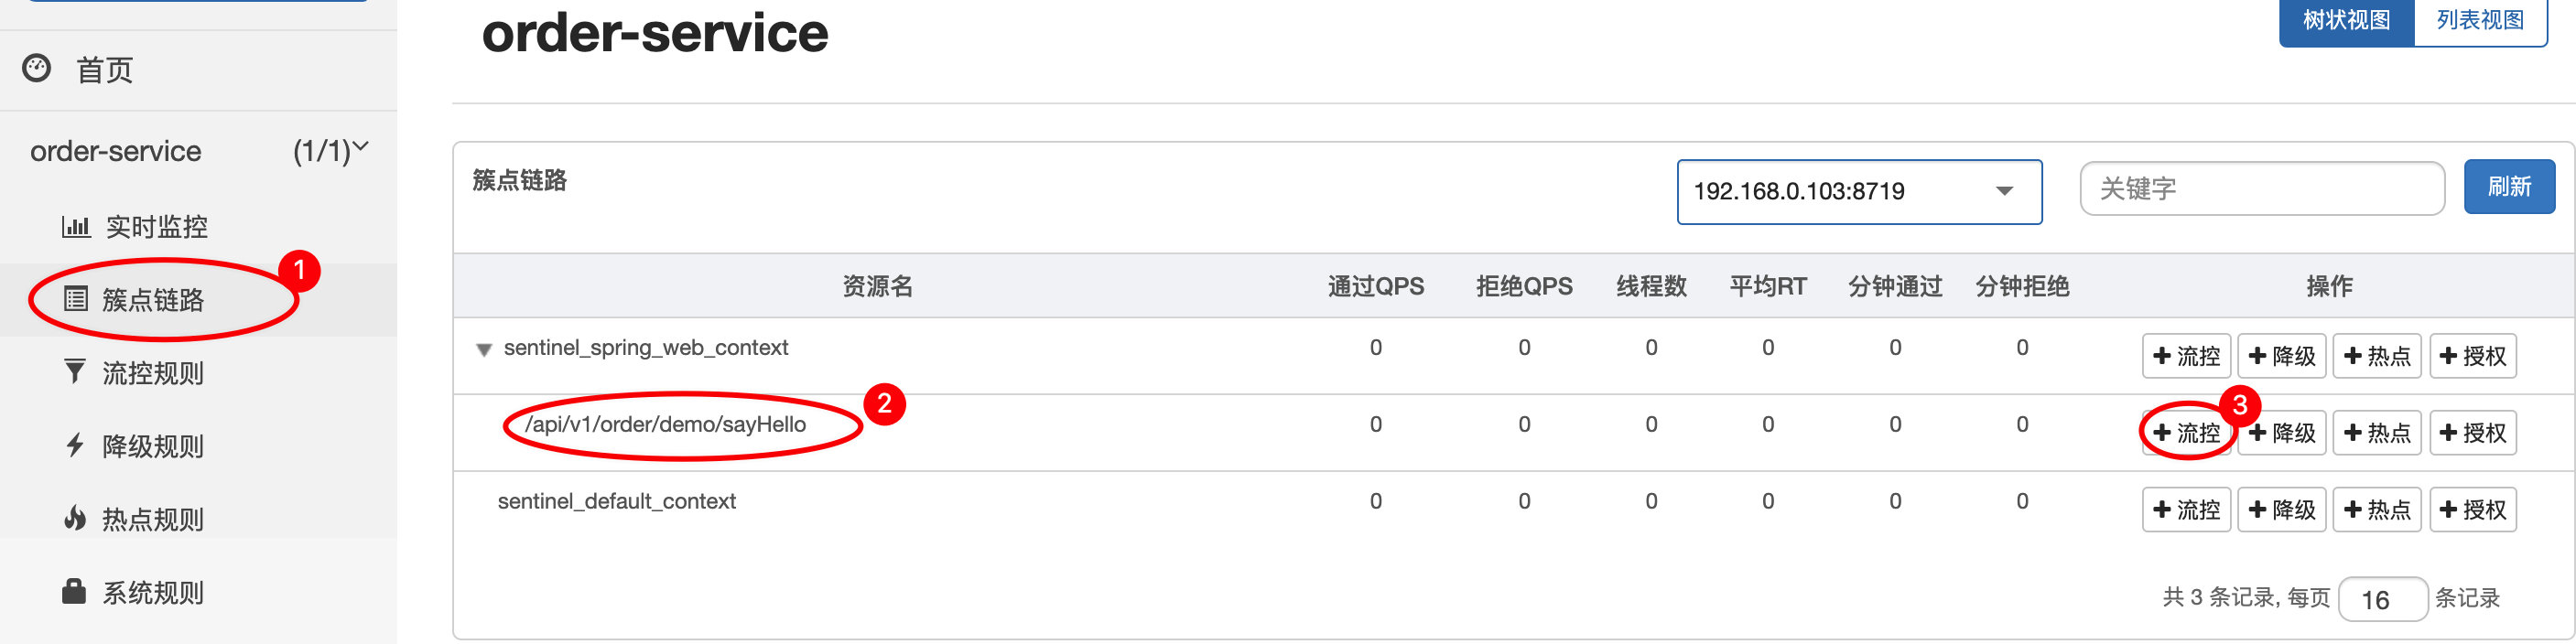 order-service
树状视图 列表视图
首页
order-service (1/1)
实时监控
1
簇点链路
流控规则
降级规则
热点规则
系统规则
簇点链路 192.168.0.103:8719 关键字 刷新
资源名 通过QPS 拒绝QPS 线程数 平均RT 分钟通过 分钟拒绝 操作
sentinel_spring_web_context 0 0 0 0 0 0 流控 降级 热点 授权
/api/v1/order/demo/sayHello 2 0 0 0 0 0 0 流控 3 降级 热点 授权
sentinel_default_context 0 0 0 0 0 0 流控 降级 热点 授权
共 3 条记录, 每页 16 条记录